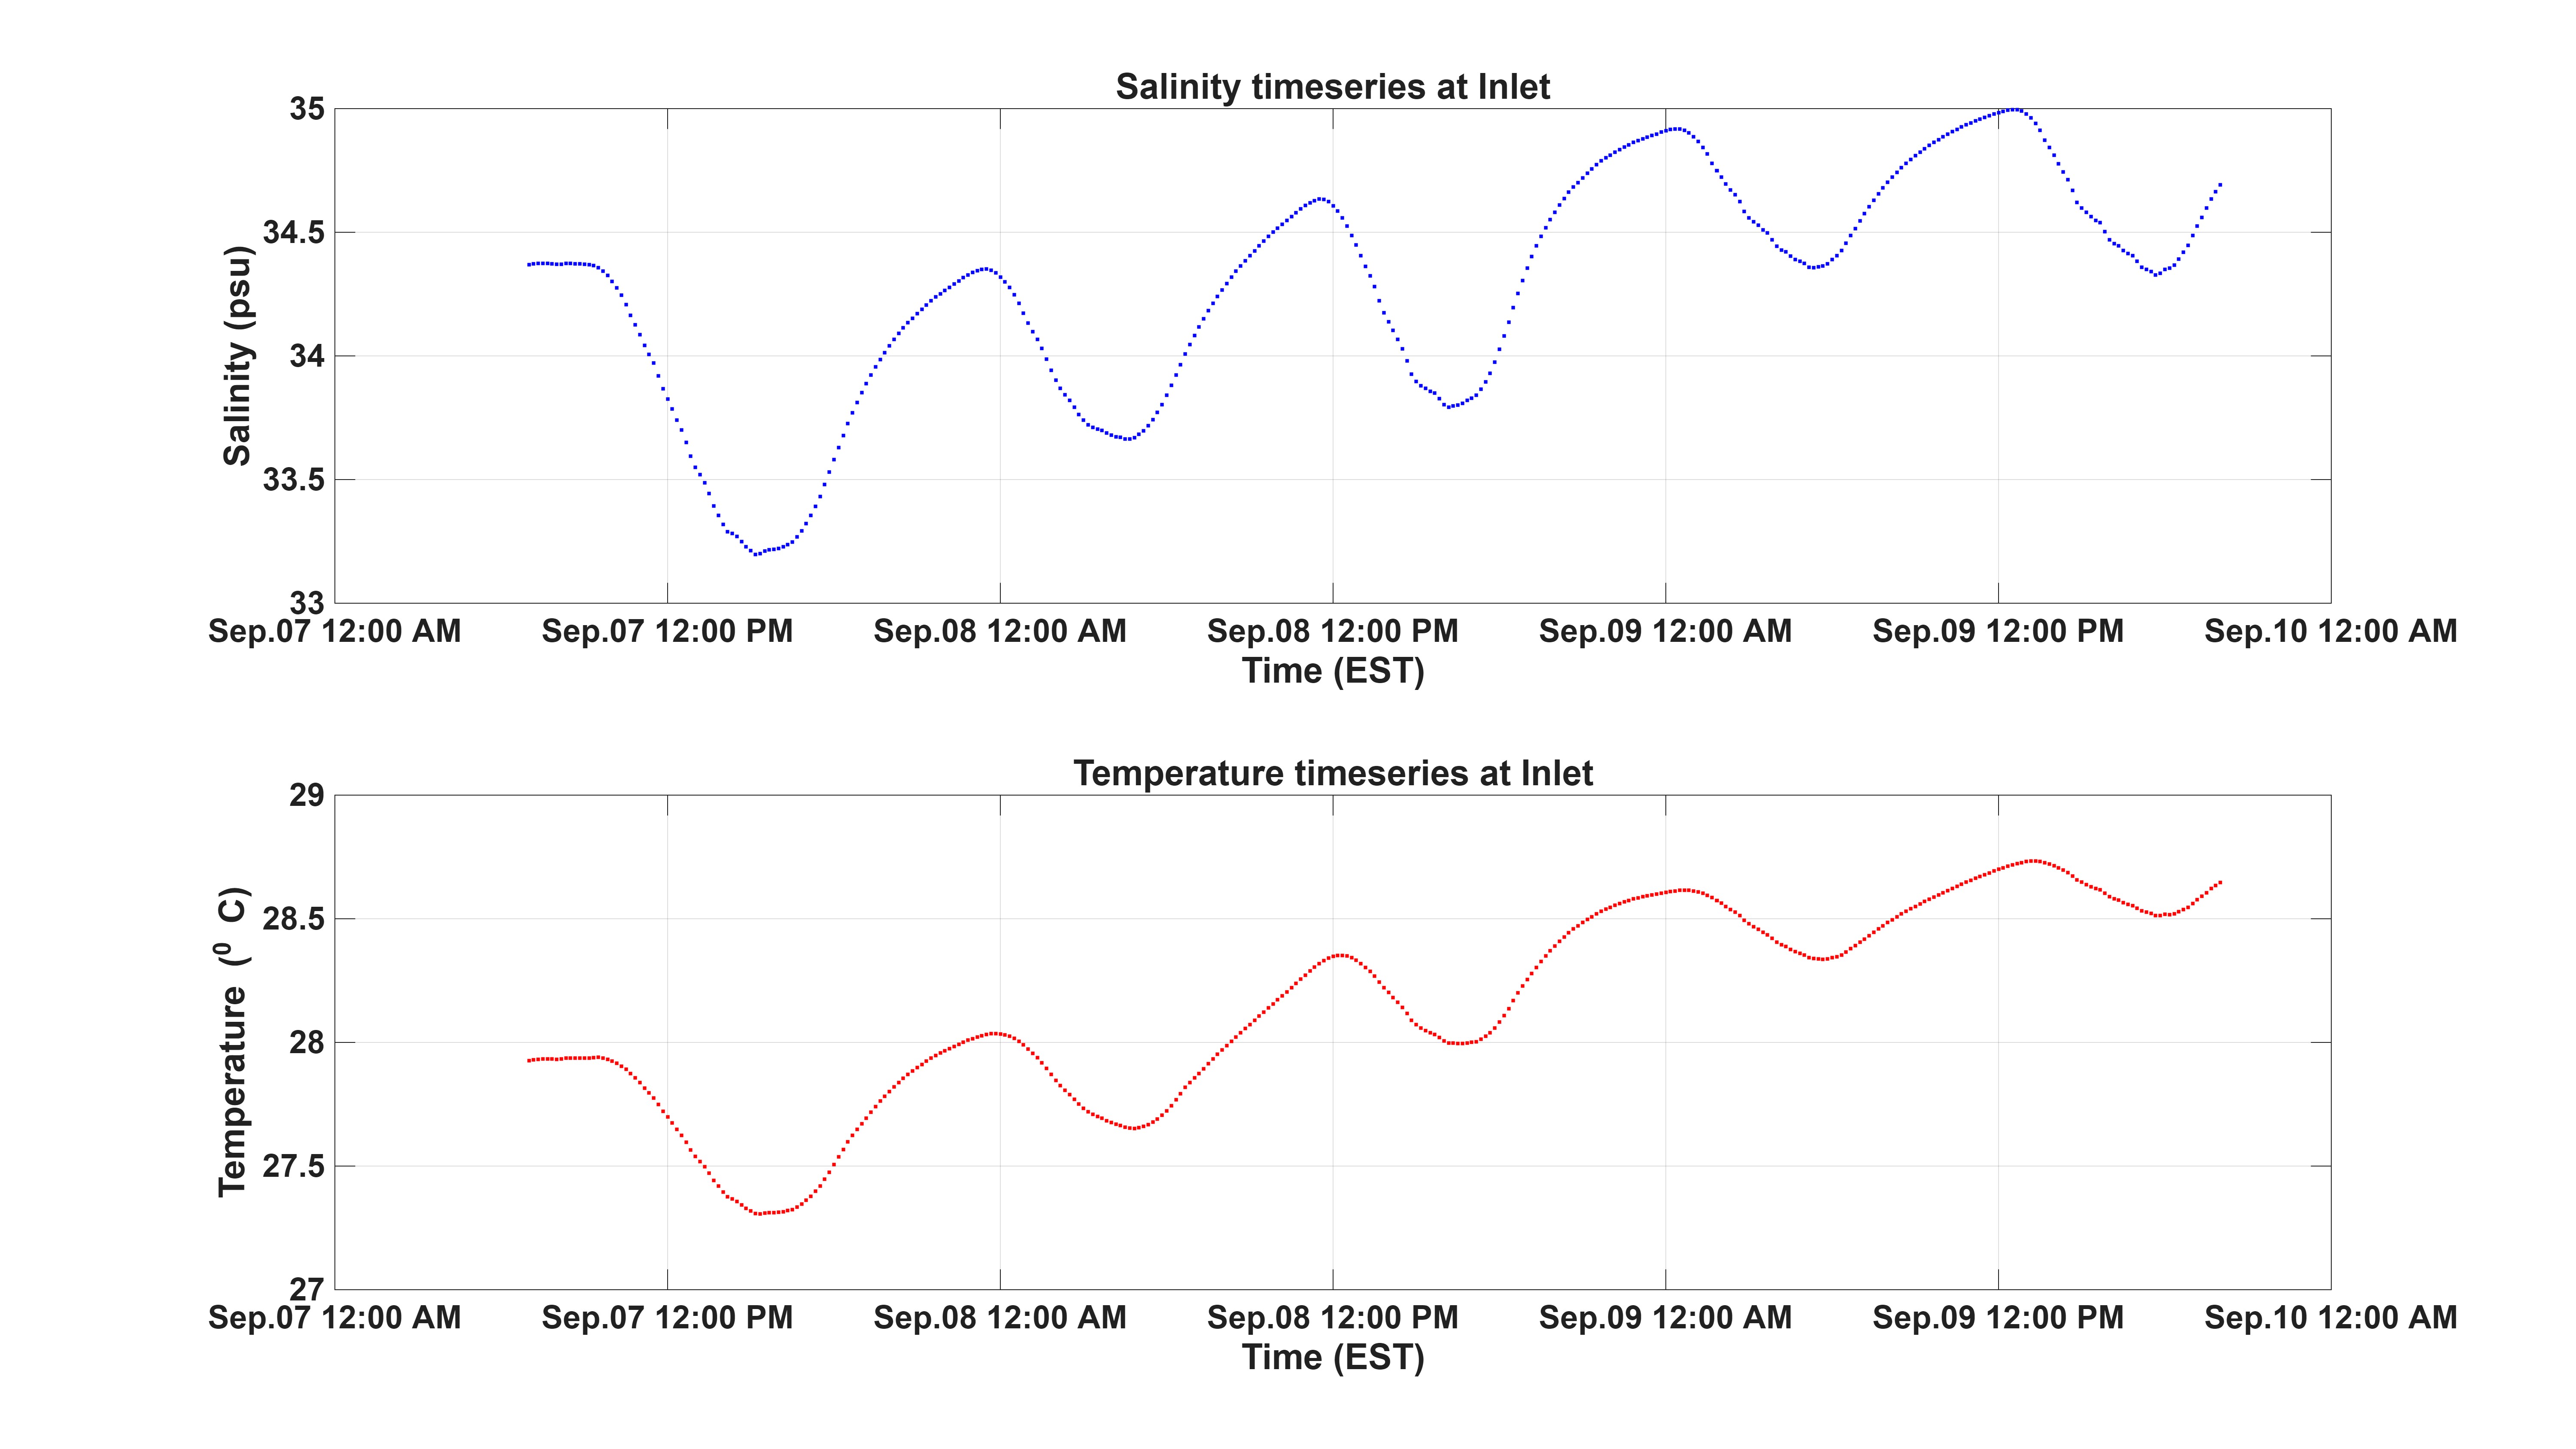 Salinity timeseries at Inlet
35
34.5
34
33.5
33
Salinity (psu)
Sep.07 12:00 AM Sep.07 12:00 PM Sep.08 12:00 AM Sep.08 12:00 PM Sep.09 12:00 AM Sep.09 12:00 PM Sep.10 12:00 AM
Time (EST)
Temperature timeseries at Inlet
29
28.5
28
27.5
27
Temperature (⁰ C)
Sep.07 12:00 AM Sep.07 12:00 PM Sep.08 12:00 AM Sep.08 12:00 PM Sep.09 12:00 AM Sep.09 12:00 PM Sep.10 12:00 AM
Time (EST)